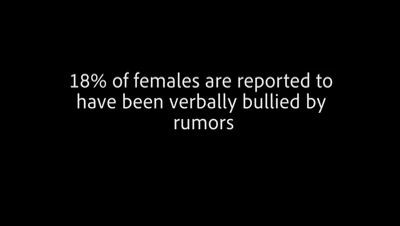 18% of females are reported to
have been verbally bullied by
rumors